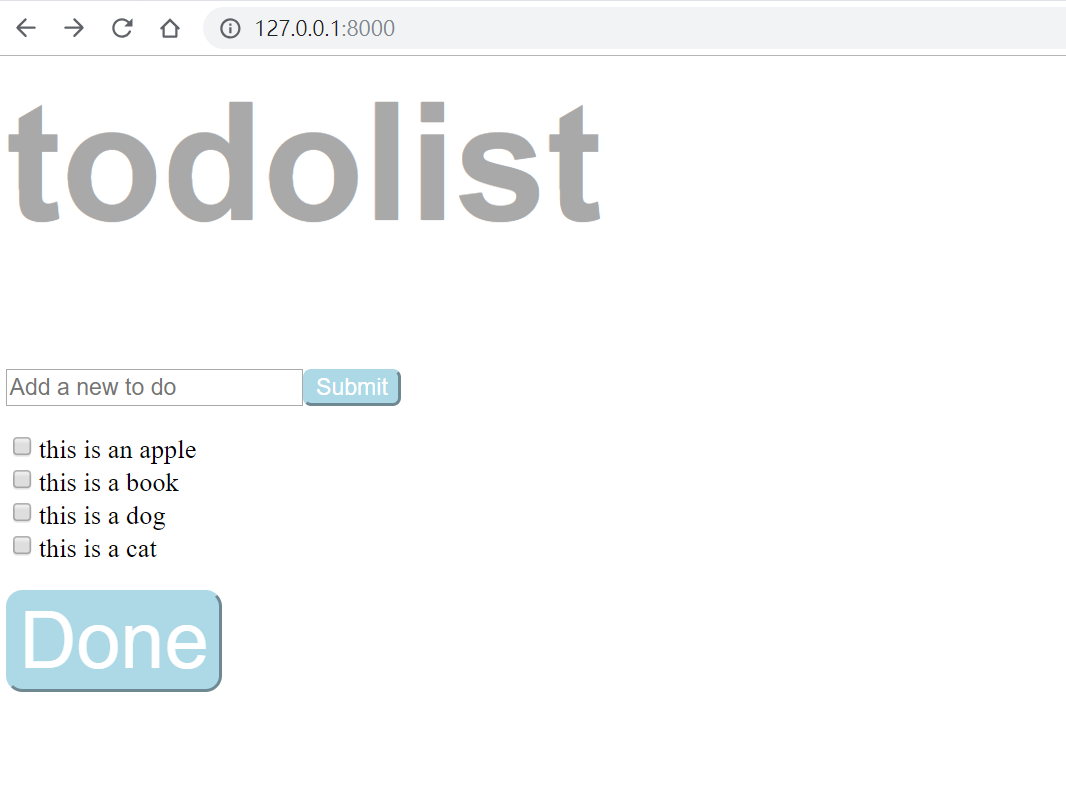 127.0.0.1:8000
todolist
Add a new to do Submit
this is an apple
this is a book
this is a dog
this is a cat
Done